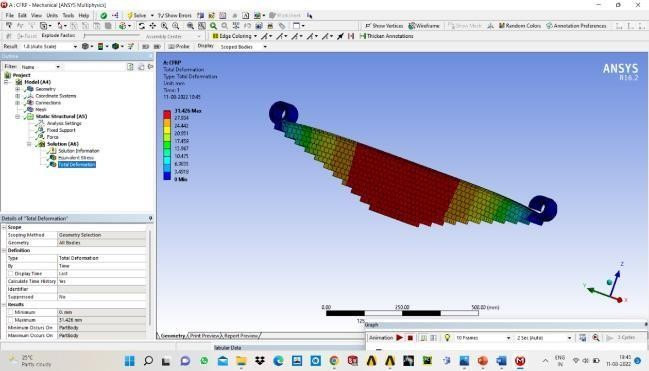 A : CFRP - Mechanical [ANSYS Multiphysics]
File Edit View Units Tools Help Solve ?/ Show Errors Worksheet
Show Vertices Wireframe Show Mesh Random Colors Annotation Preferences
Reset Explode Factor: Assembly Center Edge Coloring Thicken Annotations
Result 1.0 (Auto Scale) Probe Display Scoped Bodies
Outline
Filter: Name
Project
Model (A4)
Geometry
Coordinate Systems
Connections
Mesh
Static Structural (A5)
Analysis Settings
Fixed Support
Force
Solution (A6)
Solution Information
Equivalent Stress
Total Deformation
Details of "Total Deformation"
Scope
Scoping Method Geometry Selection
Geometry All Bodies
Definition
Type Total Deformation
By Time
Display Time Last
Calculate Time History Yes
Identifier
Suppressed No
Results
Minimum 0. mm
Maximum 31.426 mm
Minimum Occurs On PartBody
Maximum Occurs On PartBody
A: CFRP
Total Deformation
Type: Total Deformation
Unit: mm
Time: 1
11-08-2022 18:45
31.426 Max
27.934
24.442
20.951
17.459
13.967
10.475
6.9835
3.4918
0 Min
ANSYS
R16.2
Z
Y
X
0.00 250.00 500.00 (mm)
125
Geometry Print Preview Report Preview
Graph
Animation 10 Frames 2 Sec (Auto) 3 Cycles
Tabular Data
25°C
Partly cloudy
ENG
IN
18:45
11-08-2022